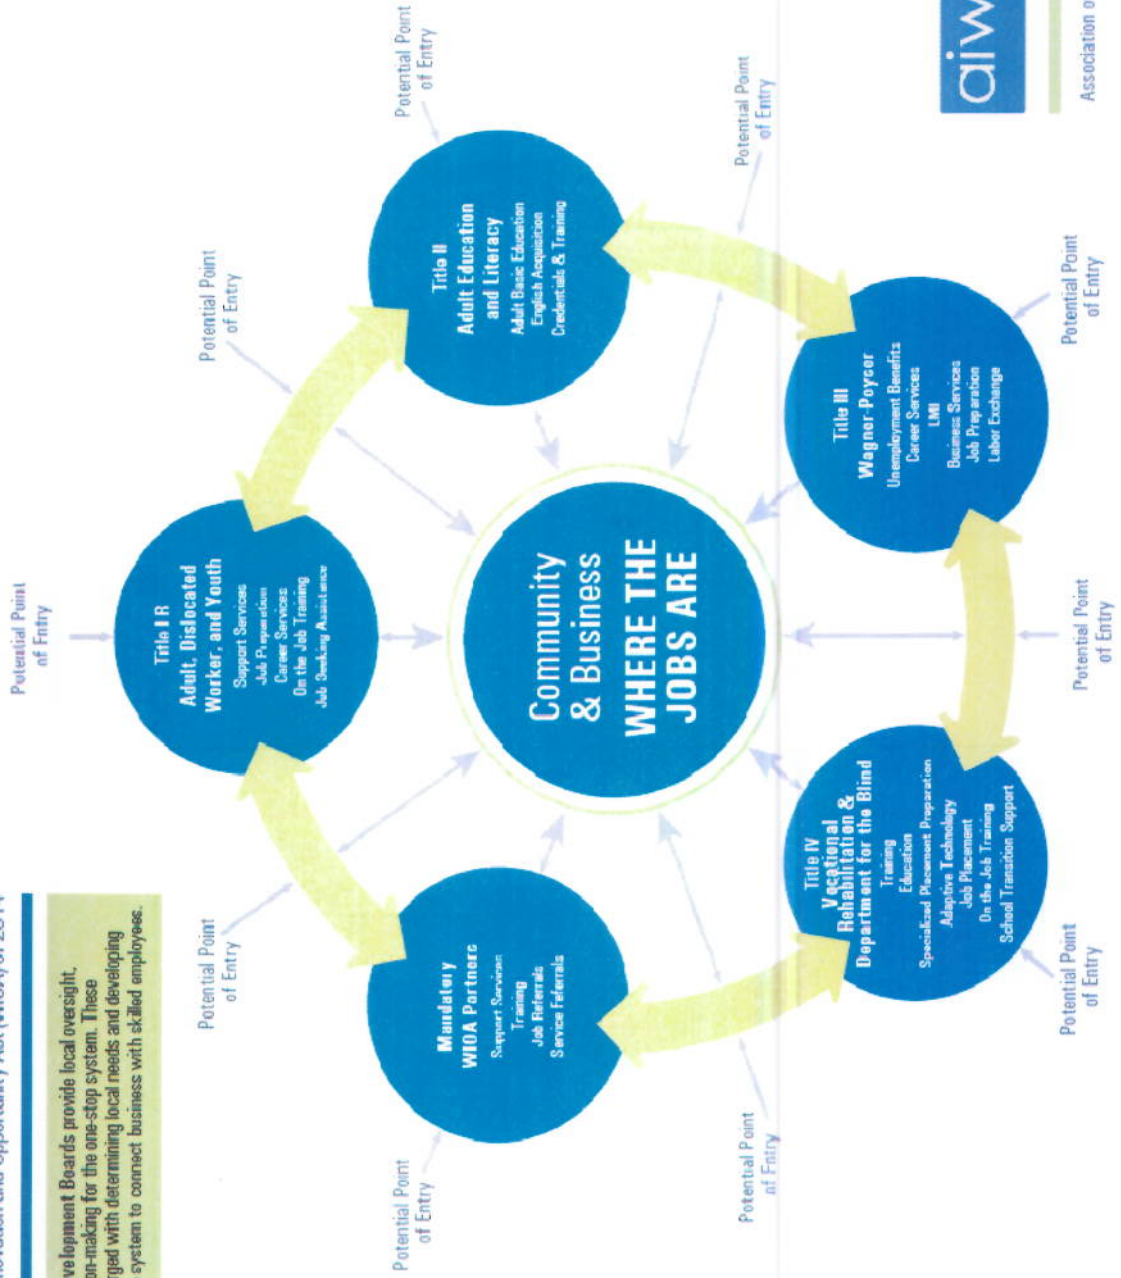 Opportunity Act (WIOA) of 2014
velopment Boards provide local oversight,
on-making for the one-stop system. These
rged with determining local needs and developing
system to connect business with skilled employees.
Potential Point
of Entry
Potential Point
of Entry
Potential Point
of Entry
Potential Point
of Entry
Title I B
Adult, Dislocated
Worker, and Youth
Support Services
Job Preparation
Career Services
On the Job Training
Job Seeking Assistance
Mandatory
WIOA Partners
Support Services
Training
Job Referrals
Service Referrals
Title II
Adult Education
and Literacy
Adult Basic Education
English Acquisition
Credentials & Training
Potential Point
of Entry
Community
& Business
WHERE THE
JOBS ARE
Potential Point
of Entry
Potential Point
of Entry
Title IV
Vocational
Rehabilitation &
Department for the Blind
Training
Education
Specialized Placement Preparation
Adaptive Technology
Job Placement
On the Job Training
School Transition Support
Title III
Wagner-Peyser
Unemployment Benefits
Career Services
LMI
Business Services
Job Preparation
Labor Exchange
Potential Point
of Entry
Potential Point
of Entry
Potential Point
of Entry
aiw
Association o